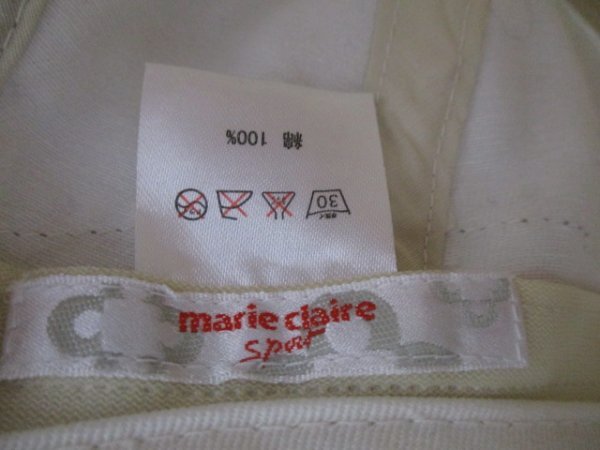 30
綿 100%
marie claire
sport